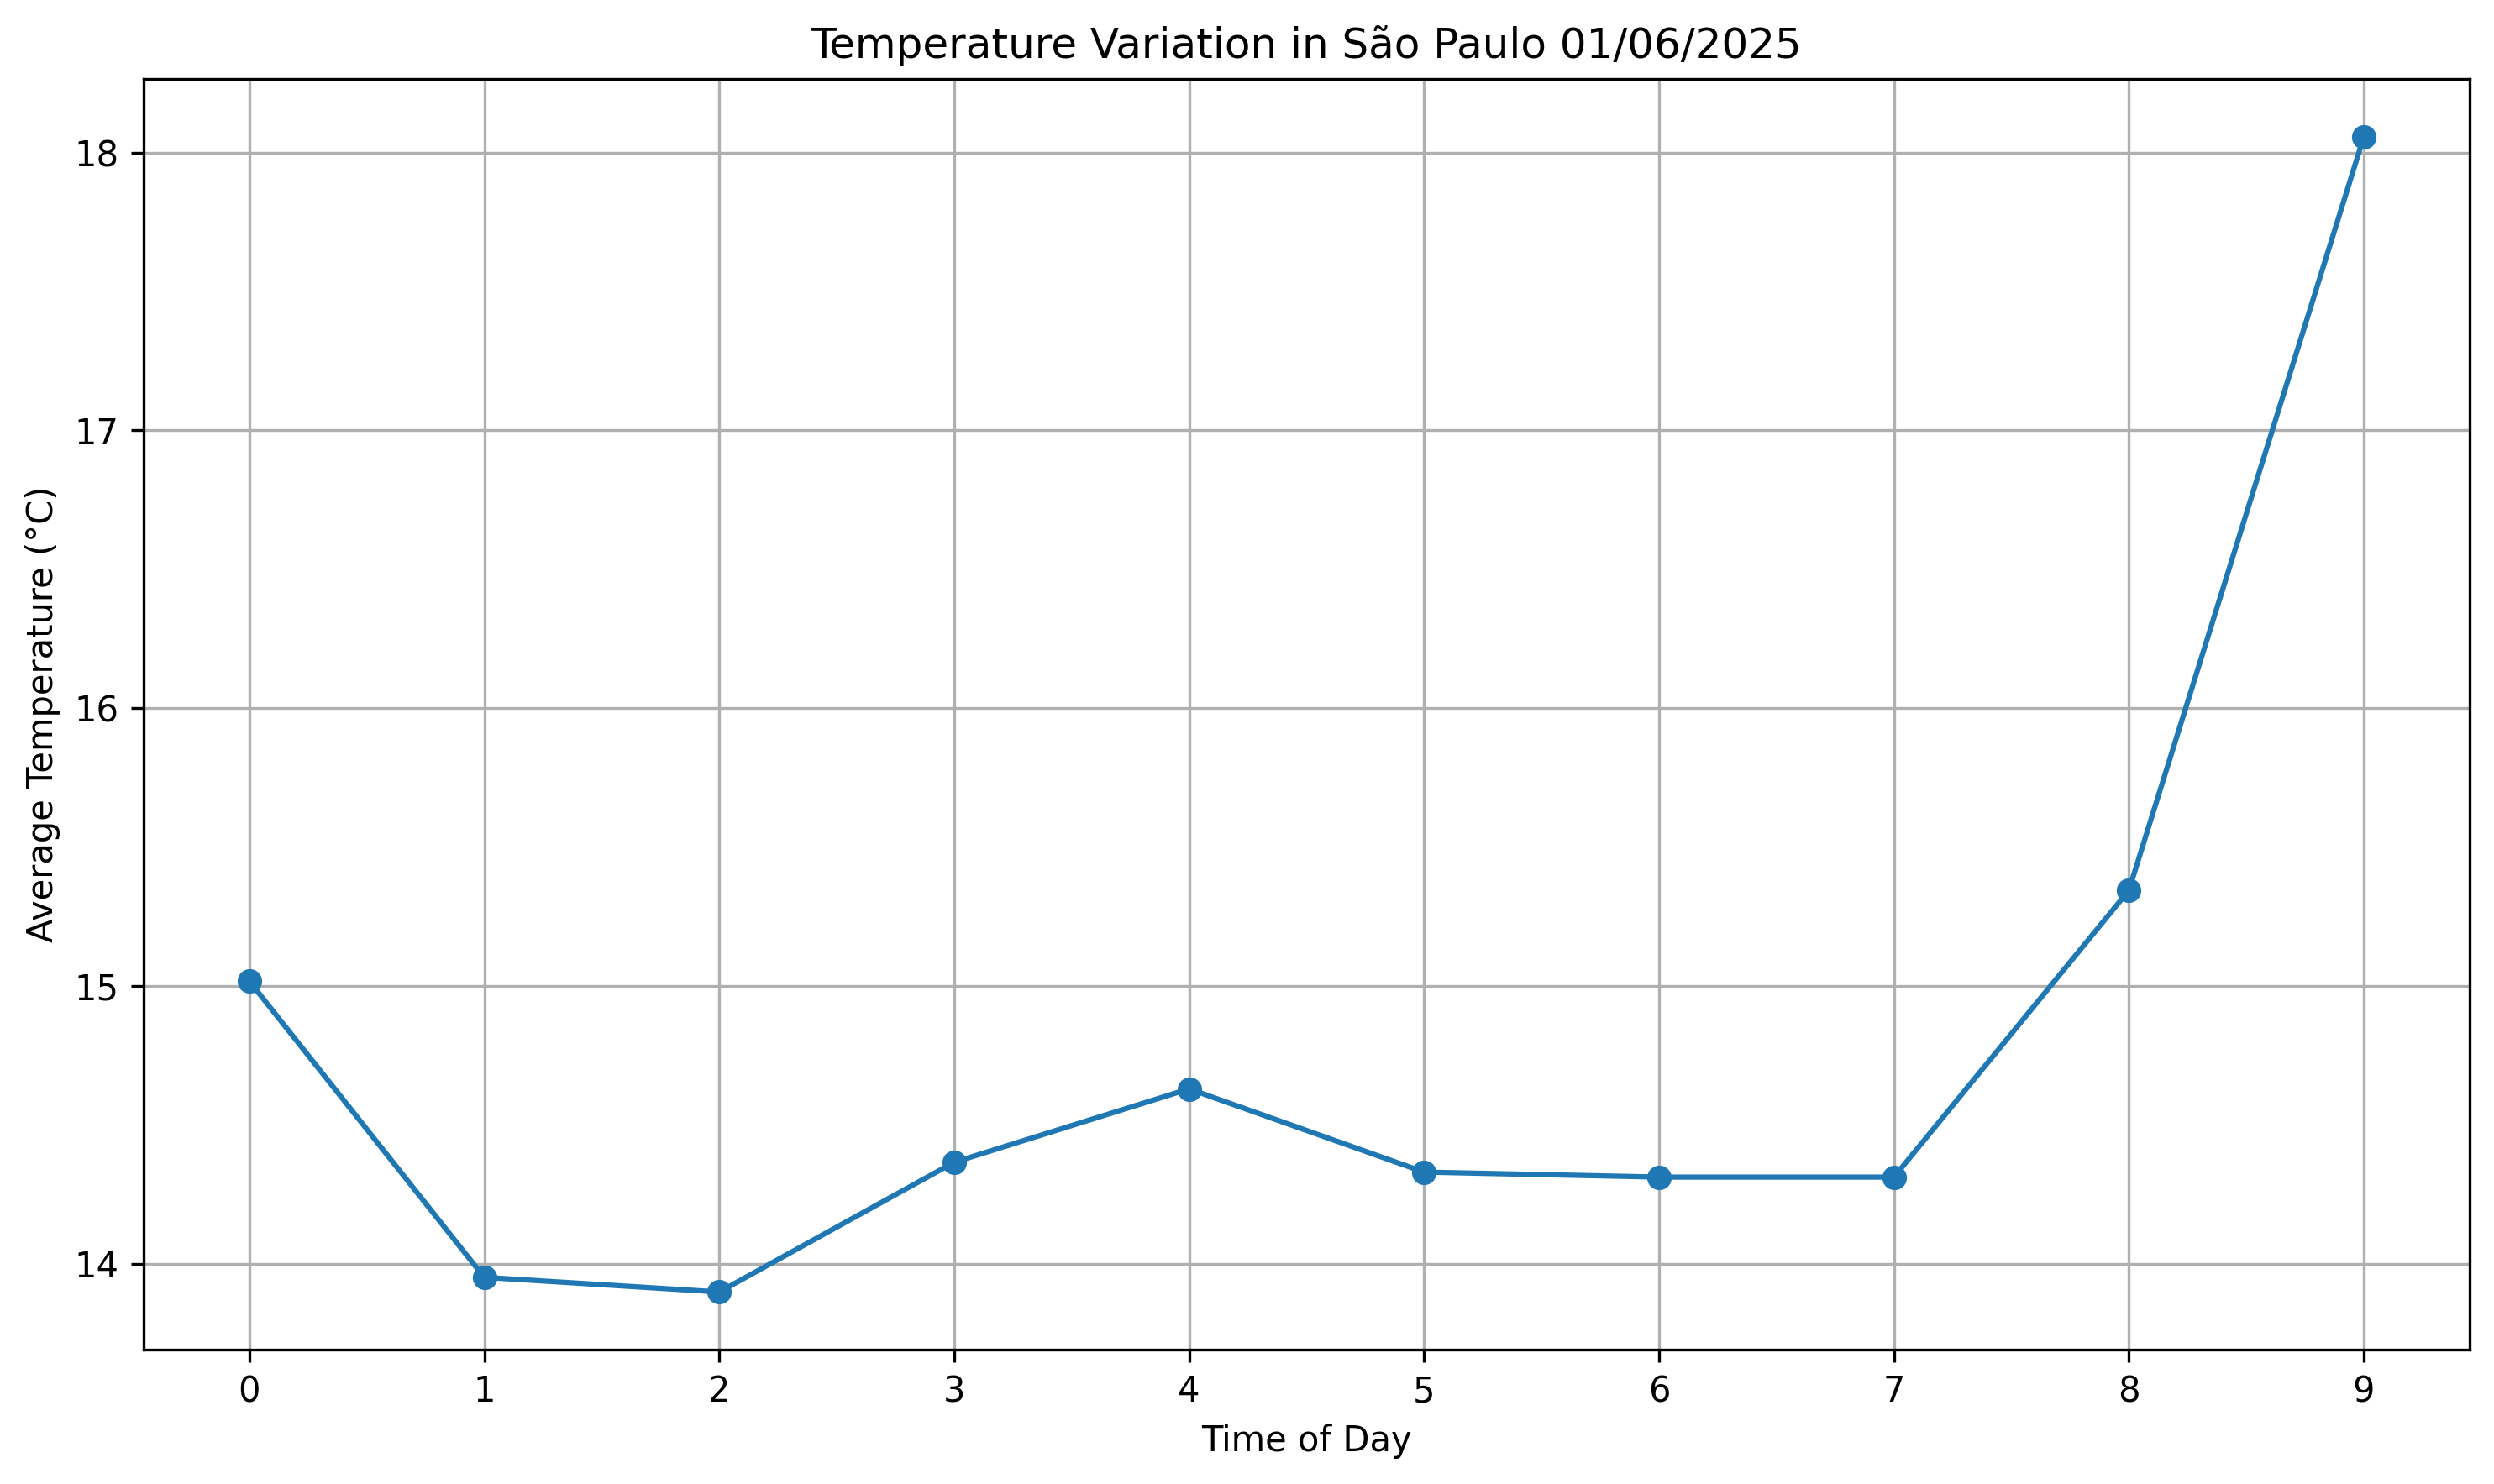 Temperature Variation in São Paulo 01/06/2025
18
17
16
15
14
Average Temperature (°C)
0 1 2 3 4 5 6 7 8 9
Time of Day